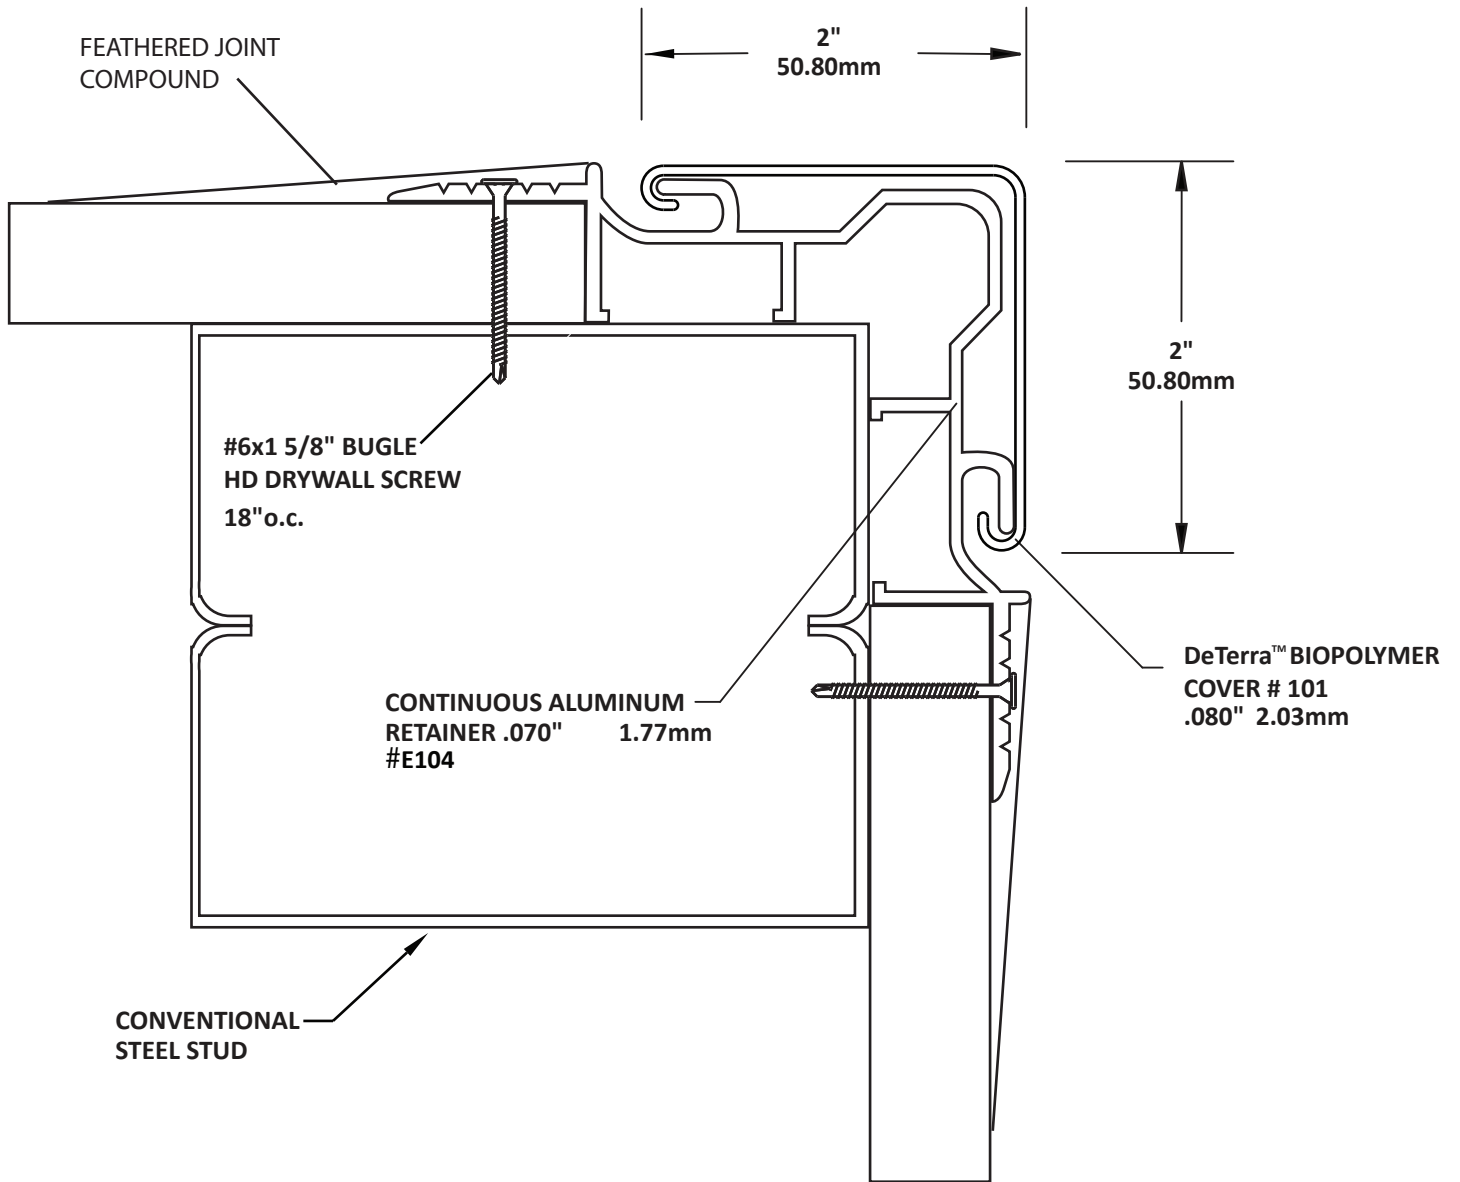 FEATHERED JOINT
COMPOUND
2"
50.80mm
2"
50.80mm
#6x1 5/8" BUGLE
HD DRYWALL SCREW
18"o.c.
DeTerra™ BIOPOLYMER
COVER # 101
.080" 2.03mm
CONTINUOUS ALUMINUM
RETAINER .070" 1.77mm
#E104
CONVENTIONAL
STEEL STUD